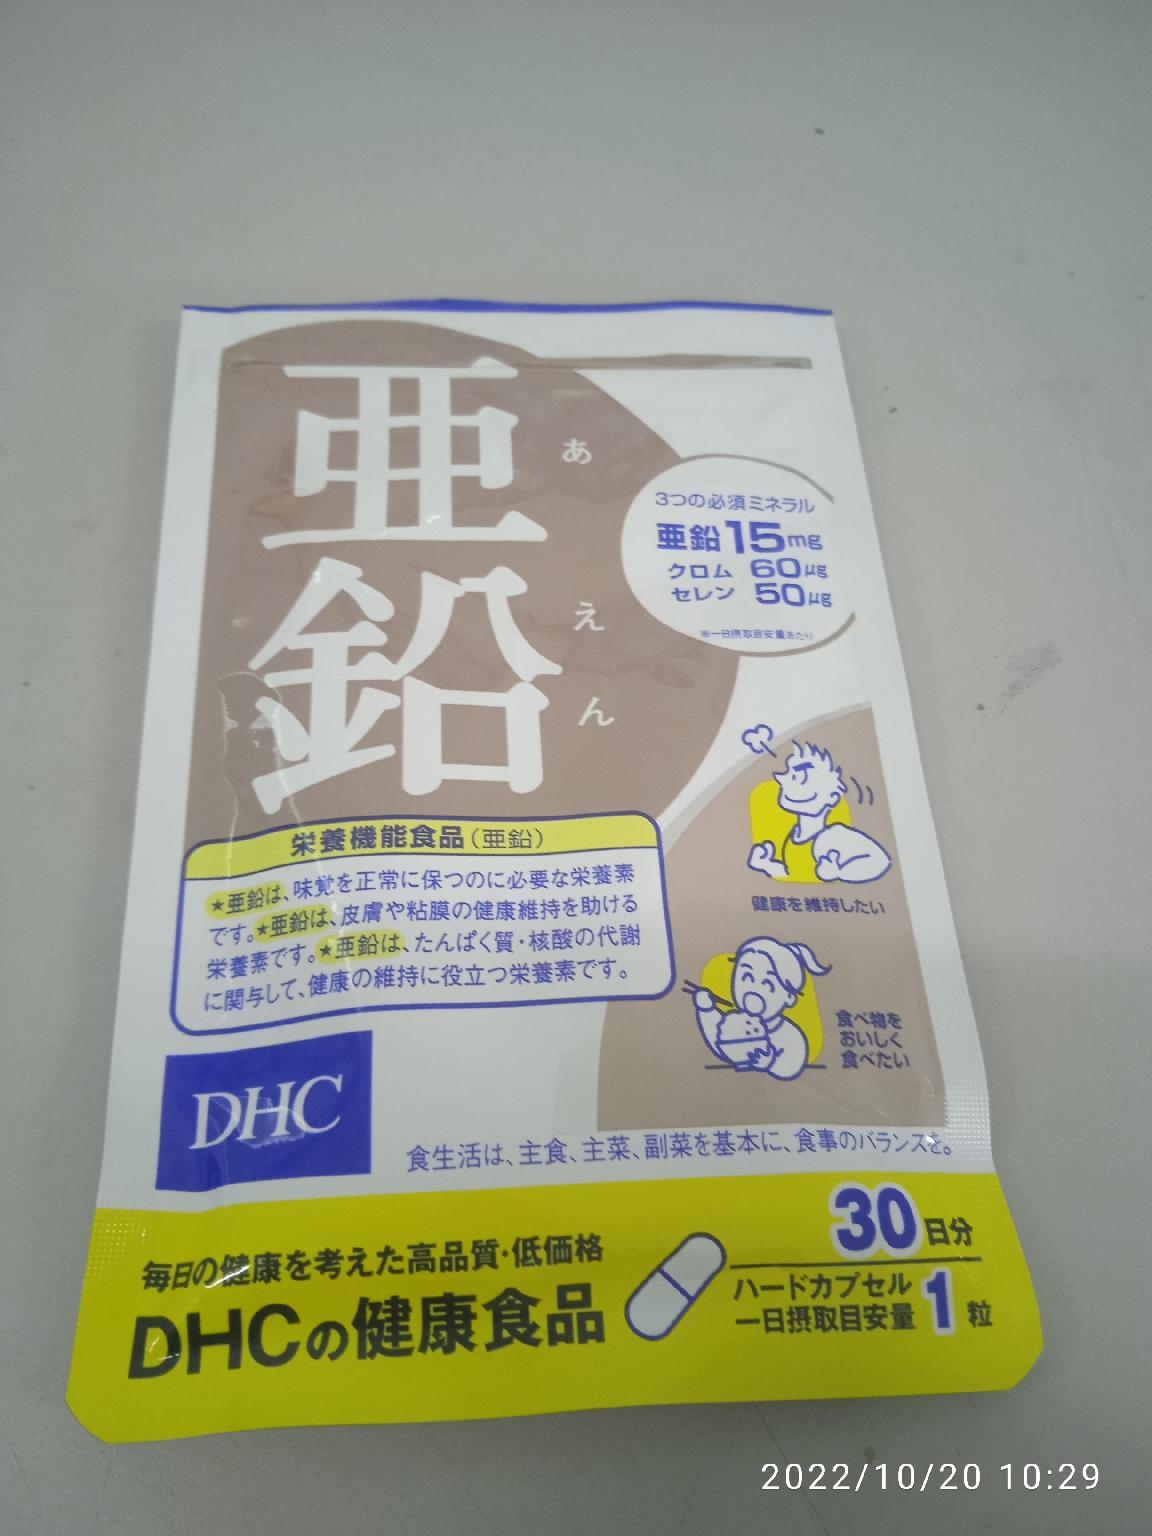 亜鉛
あえん
3つの必須ミネラル
亜鉛15mg
クロム 60μg
セレン 50μg
※一日摂取目安量あたり
栄養機能食品(亜鉛)
★亜鉛は、味覚を正常に保つのに必要な栄養素
です。★亜鉛は、皮膚や粘膜の健康維持を助ける
栄養素です。★亜鉛は、たんぱく質・核酸の代謝
に関与して、健康の維持に役立つ栄養素です。
健康を維持したい
食べ物を
おいしく
食べたい
DHC
食生活は、主食、主菜、副菜を基本に、食事のバランスを。
毎日の健康を考えた高品質・低価格
DHCの健康食品
30日分
ハードカプセル
一日摂取目安量 1粒
2022/10/20 10:29